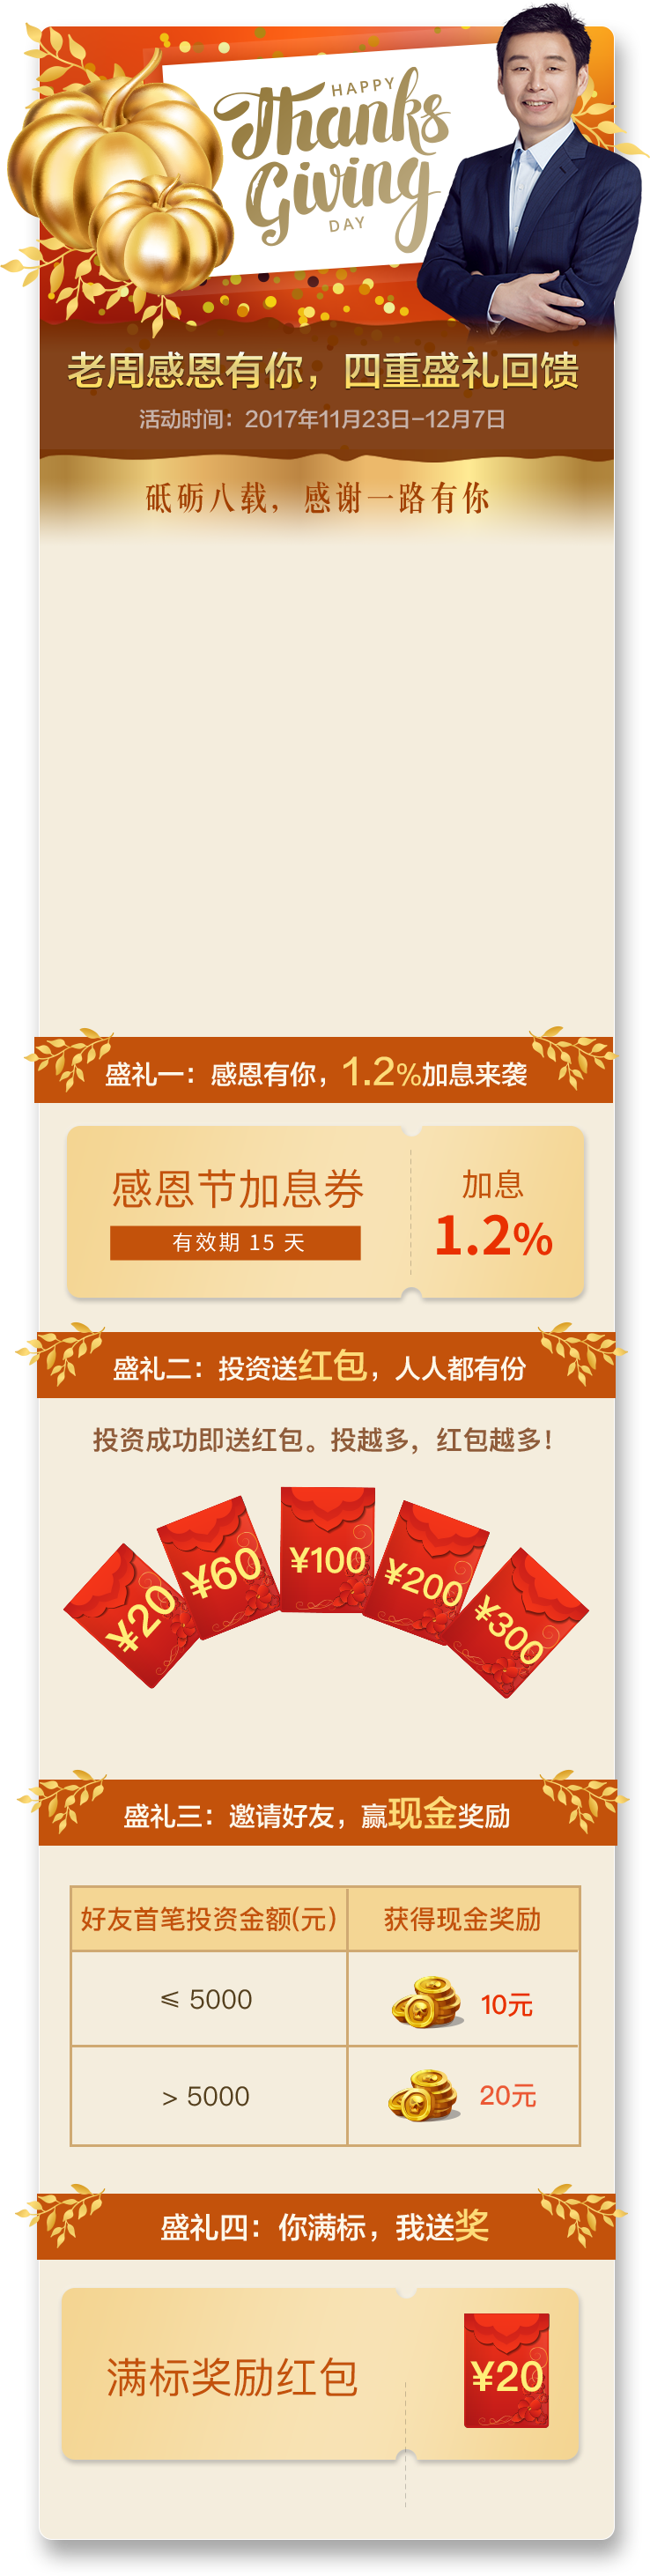 HAPPY
Thanks
Giving
DAY
老周感恩有你，四重盛礼回馈
活动时间：2017年11月23日-12月7日
砥砺八载，感谢一路有你
盛礼一：感恩有你，1.2%加息来袭
感恩节加息券
有效期 15 天
加息
1.2%
盛礼二：投资送红包，人人都有份
投资成功即送红包。投越多，红包越多！
¥20
¥60
¥100
¥200
¥300
盛礼三：邀请好友，赢现金奖励
好友首笔投资金额(元) 获得现金奖励
≤ 5000 10元
> 5000 20元
盛礼四：你满标，我送奖
满标奖励红包
¥20